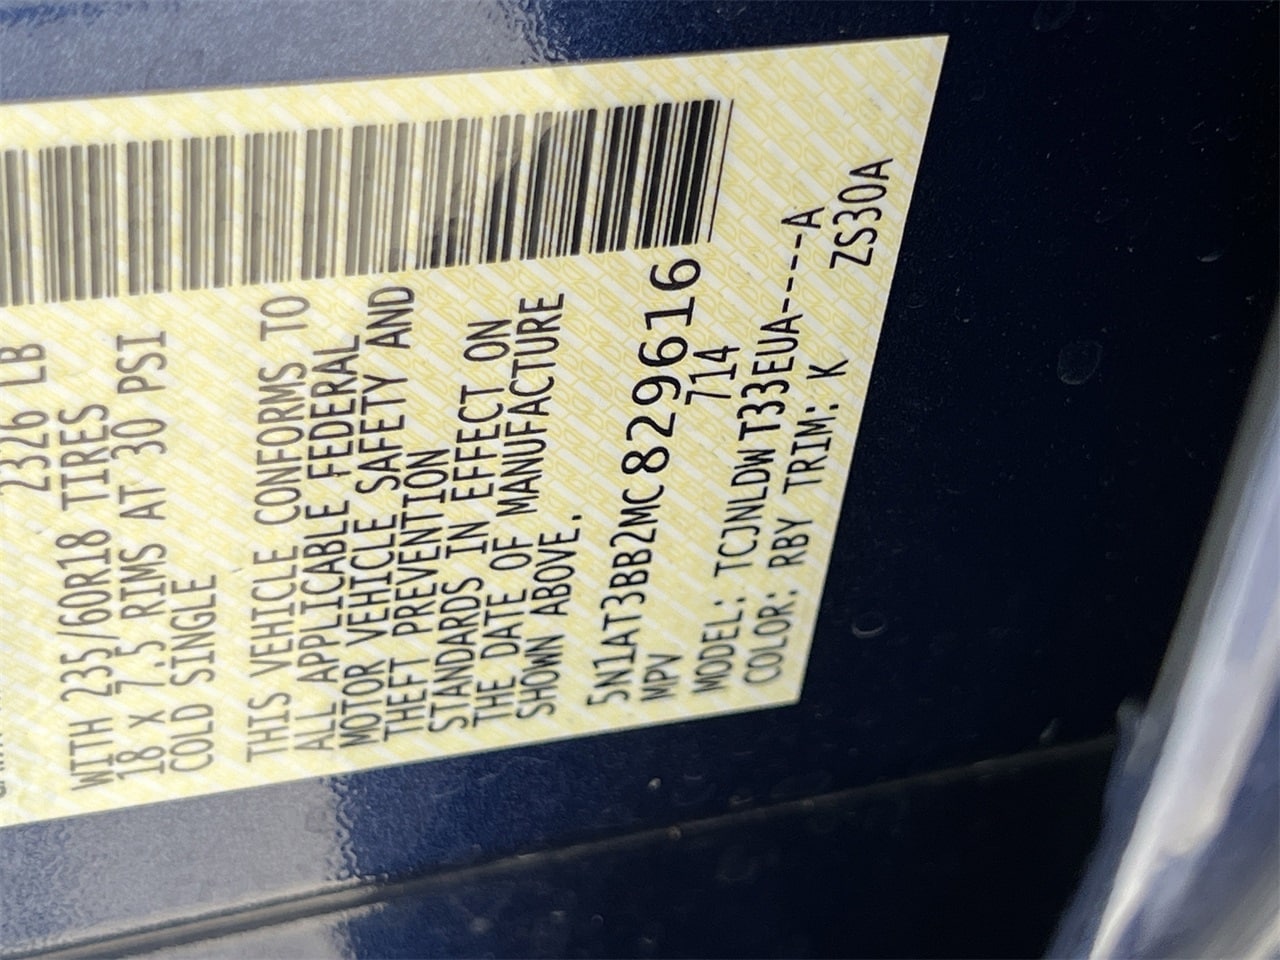 2326 LB
WITH 235/60R18 TIRES
18 x 7.5 RIMS AT 30 PSI
COLD SINGLE
THIS VEHICLE CONFORMS TO
ALL APPLICABLE FEDERAL
MOTOR VEHICLE SAFETY AND
THEFT PREVENTION
STANDARDS IN EFFECT ON
THE DATE OF MANUFACTURE
SHOWN ABOVE.
5N1AT3BB2MC829616
MPV 714
MODEL: TCJNLDWT33EUA-----A
COLOR: RBY TRIM: K ZS30A